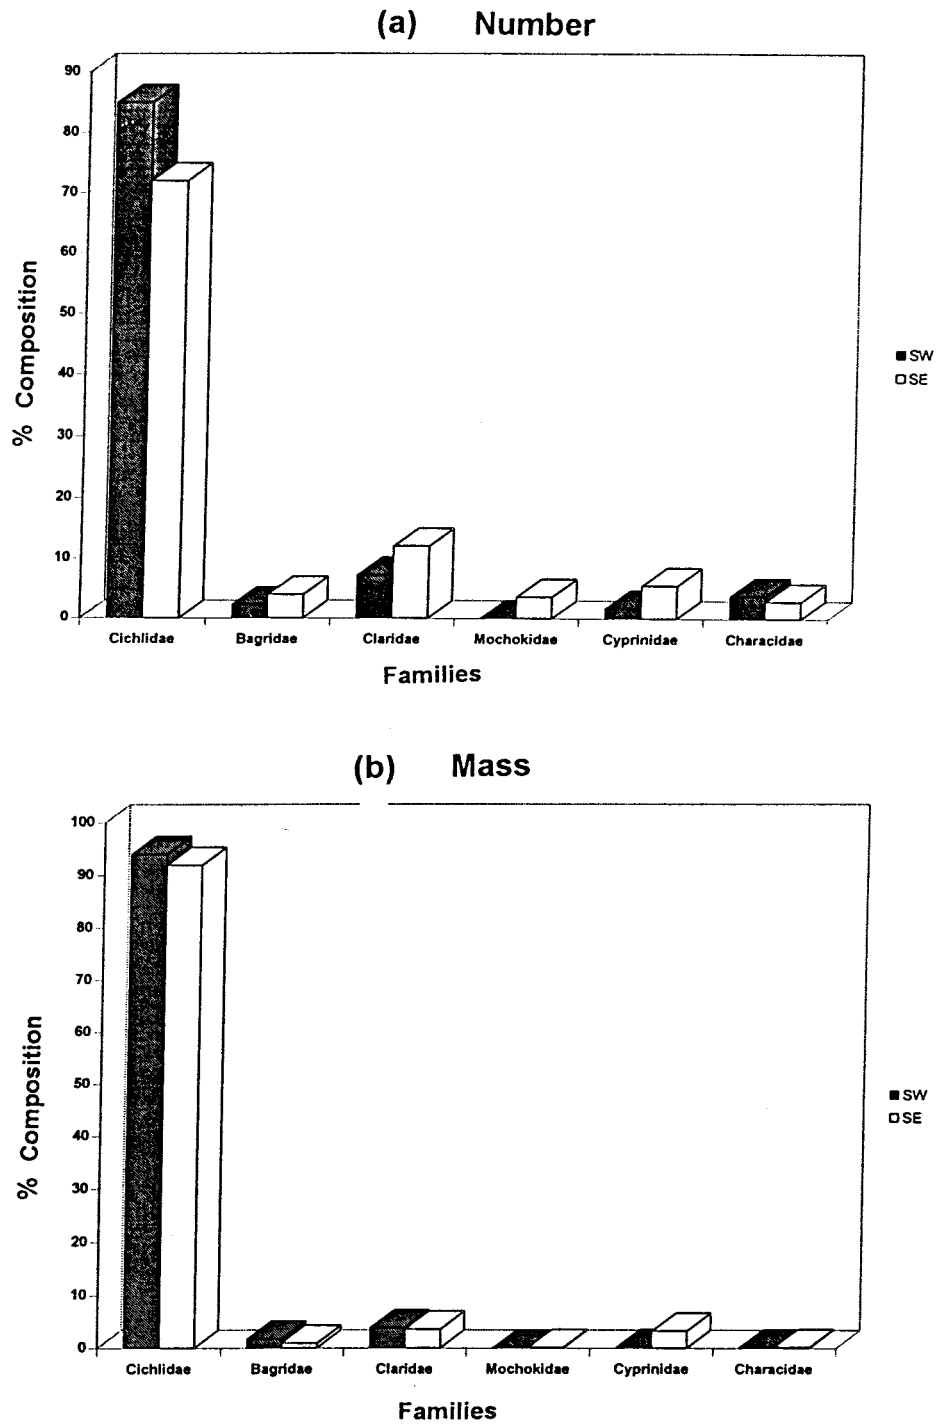 (a) Number
90
80
70
60
50
40
30
20
10
0
% Composition
SW
SE
Cichlidae Bagridae Claridae Mochokidae Cyprinidae Characidae
Families
(b) Mass
100
90
80
70
60
50
40
30
20
10
0
% Composition
SW
SE
Cichlidae Bagridae Claridae Mochokidae Cyprinidae Characidae
Families